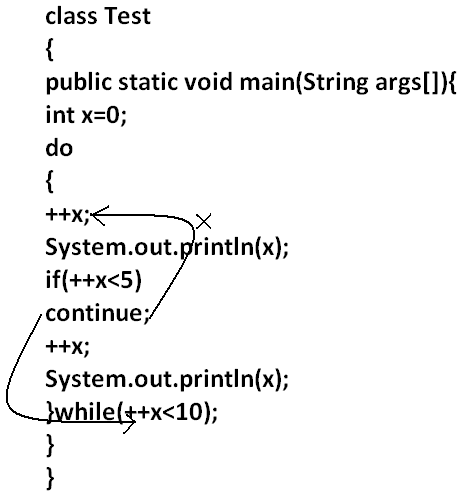 class Test
{
public static void main(String args[]){
int x=0;
do
{
++x;
System.out.println(x);
if(++x<5)
continue;
++x;
System.out.println(x);
}while(++x<10);
}
}